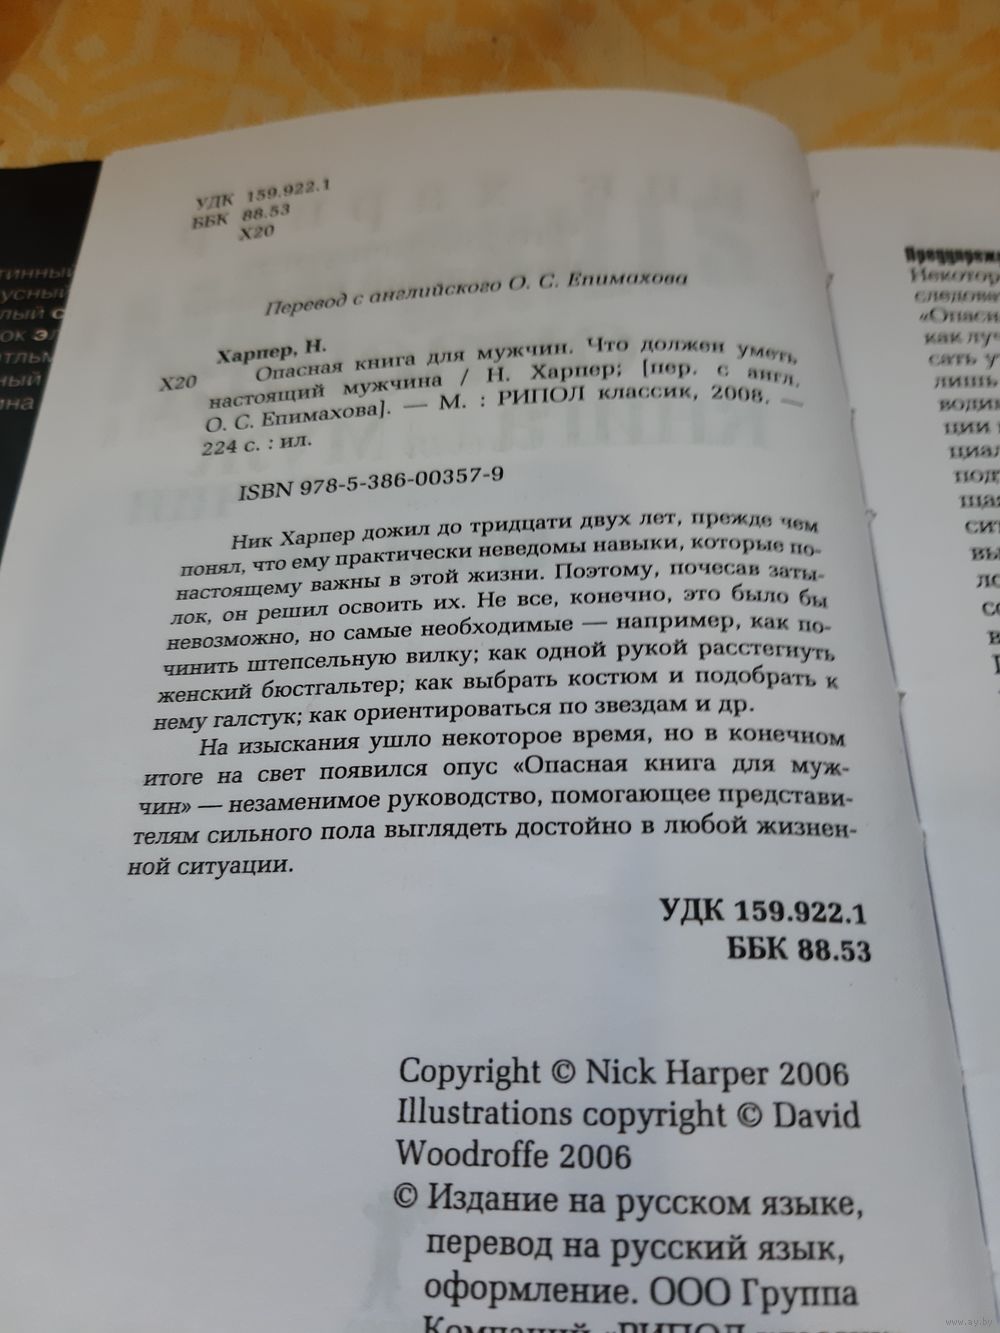 УДК 159.922.1
ББК 88.53
Х20
Перевод с английского О. С. Епимахова
Харпер, Н.
Х20 Опасная книга для мужчин. Что должен уметь
настоящий мужчина / Н. Харпер; [пер. с англ.
О. С. Епимахова]. — М. : РИПОЛ классик, 2008. —
224 с. : ил.
ISBN 978-5-386-00357-9
Ник Харпер дожил до тридцати двух лет, прежде чем
понял, что ему практически неведомы навыки, которые по-
настоящему важны в этой жизни. Поэтому, почесав заты-
лок, он решил освоить их. Не все, конечно, это было бы
невозможно, но самые необходимые — например, как по-
чинить штепсельную вилку; как одной рукой расстегнуть
женский бюстгальтер; как выбрать костюм и подобрать к
нему галстук; как ориентироваться по звездам и др.
На изыскания ушло некоторое время, но в конечном
итоге на свет появился опус «Опасная книга для муж-
чин» — незаменимое руководство, помогающее представи-
телям сильного пола выглядеть достойно в любой жизнен-
ной ситуации.
УДК 159.922.1
ББК 88.53
Copyright © Nick Harper 2006
Illustrations copyright © David
Woodroffe 2006
© Издание на русском языке,
перевод на русский язык,
оформление. ООО Группа
Компаний «РИПОЛ
www.ay.by